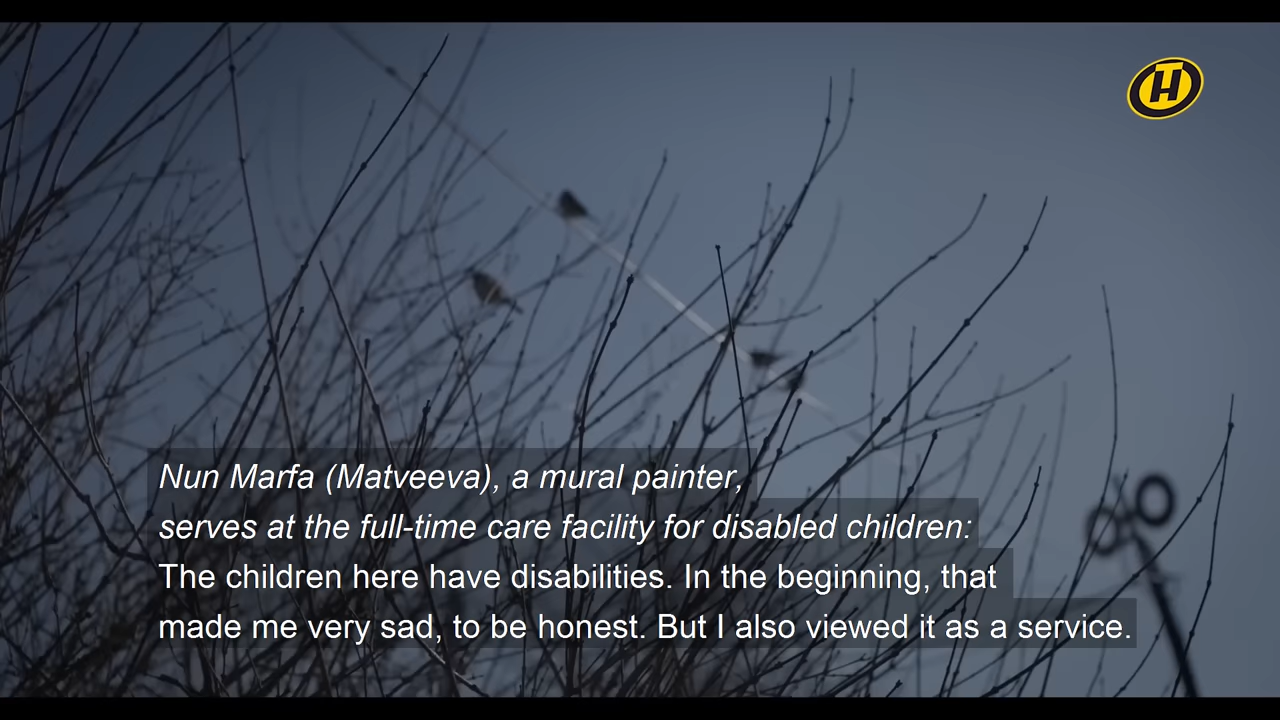 Nun Marfa (Matveeva), a mural painter,
serves at the full-time care facility for disabled children:
The children here have disabilities. In the beginning, that
made me very sad, to be honest. But I also viewed it as a service.